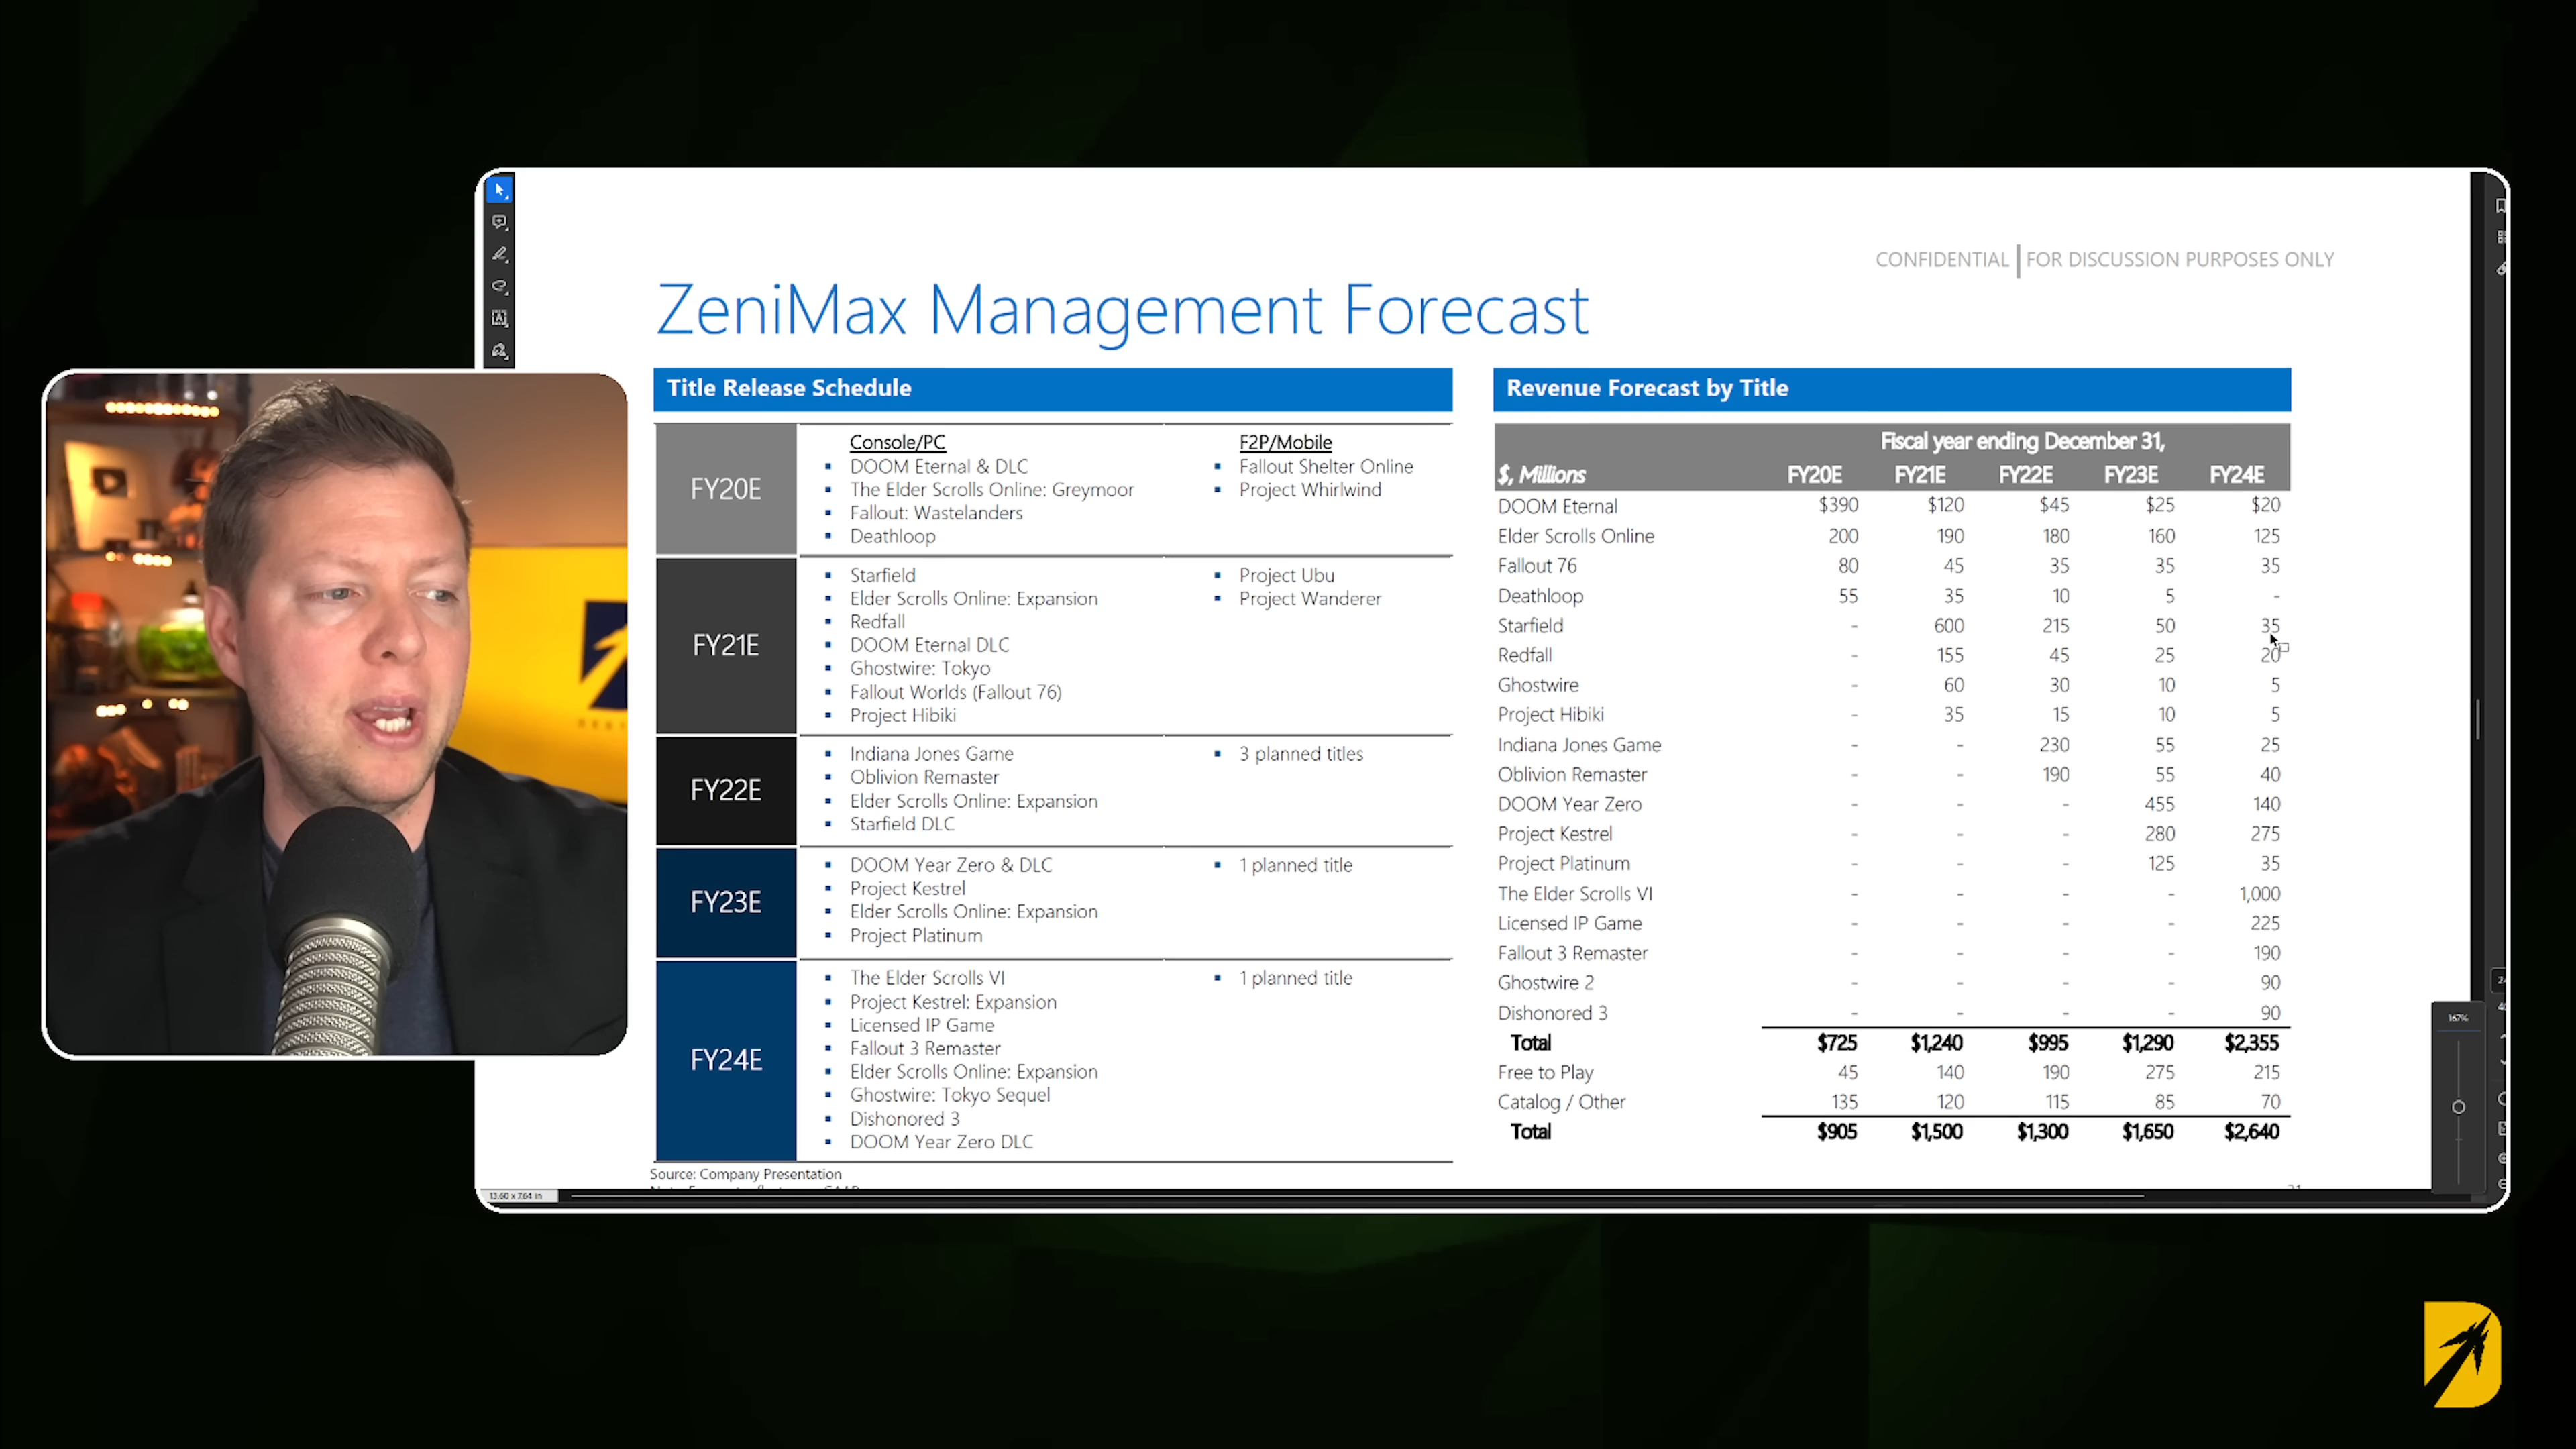 CONFIDENTIAL | FOR DISCUSSION PURPOSES ONLY
ZeniMax Management Forecast
Title Release Schedule
Console/PC F2P/Mobile
FY20E
▪ DOOM Eternal & DLC ▪ Fallout Shelter Online
▪ The Elder Scrolls Online: Greymoor ▪ Project Whirlwind
▪ Fallout: Wastelanders
▪ Deathloop
FY21E
▪ Starfield ▪ Project Ubu
▪ Elder Scrolls Online: Expansion ▪ Project Wanderer
▪ Redfall
▪ DOOM Eternal DLC
▪ Ghostwire: Tokyo
▪ Fallout Worlds (Fallout 76)
▪ Project Hibiki
FY22E
▪ Indiana Jones Game ▪ 3 planned titles
▪ Oblivion Remaster
▪ Elder Scrolls Online: Expansion
▪ Starfield DLC
FY23E
▪ DOOM Year Zero & DLC ▪ 1 planned title
▪ Project Kestrel
▪ Elder Scrolls Online: Expansion
▪ Project Platinum
FY24E
▪ The Elder Scrolls VI ▪ 1 planned title
▪ Project Kestrel: Expansion
▪ Licensed IP Game
▪ Fallout 3 Remaster
▪ Elder Scrolls Online: Expansion
▪ Ghostwire: Tokyo Sequel
▪ Dishonored 3
▪ DOOM Year Zero DLC
Source: Company Presentation
Revenue Forecast by Title
Fiscal year ending December 31,
$, Millions FY20E FY21E FY22E FY23E FY24E
DOOM Eternal $390 $120 $45 $25 $20
Elder Scrolls Online 200 190 180 160 125
Fallout 76 80 45 35 35 35
Deathloop 55 35 10 5 -
Starfield - 600 215 50 35
Redfall - 155 45 25 20
Ghostwire - 60 30 10 5
Project Hibiki - 35 15 10 5
Indiana Jones Game - - 230 55 25
Oblivion Remaster - - 190 55 40
DOOM Year Zero - - - 455 140
Project Kestrel - - - 280 275
Project Platinum - - - 125 35
The Elder Scrolls VI - - - - 1,000
Licensed IP Game - - - - 225
Fallout 3 Remaster - - - - 190
Ghostwire 2 - - - - 90
Dishonored 3 - - - - 90
Total $725 $1,240 $995 $1,290 $2,355
Free to Play 45 140 190 275 215
Catalog / Other 135 120 115 85 70
Total $905 $1,500 $1,300 $1,650 $2,640
167%
13.60 x 7.64 in